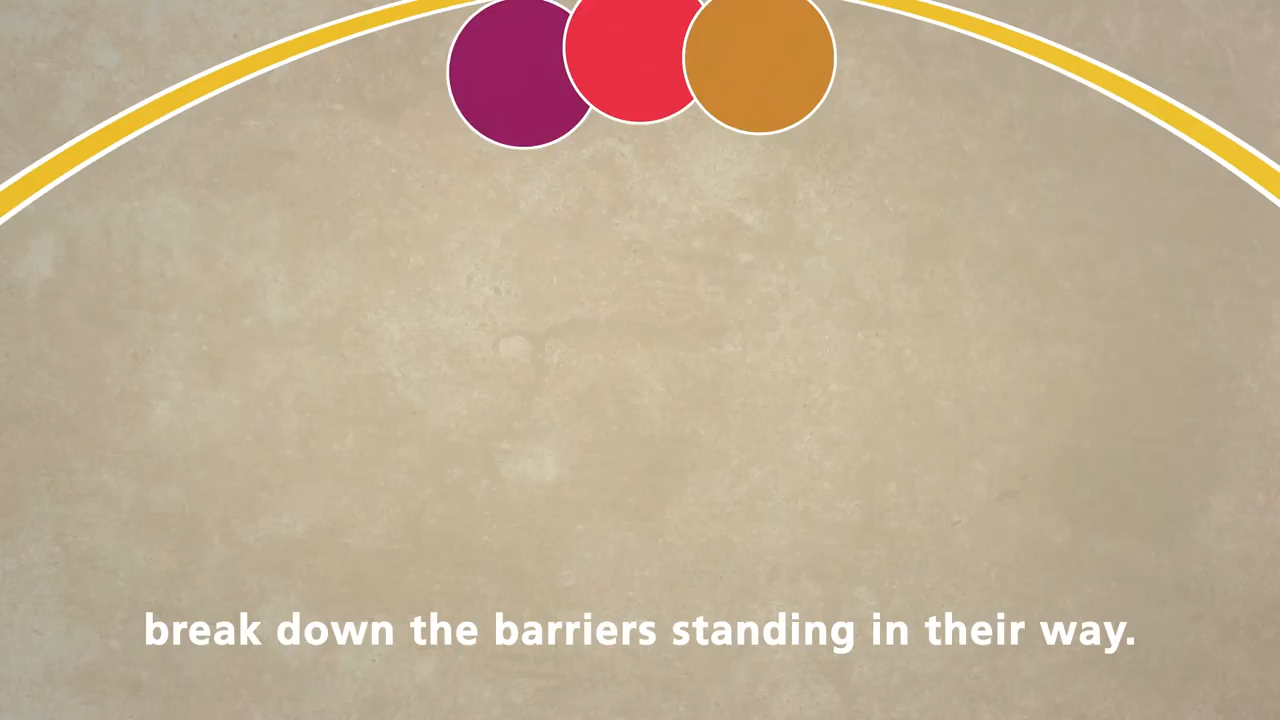 break down the barriers standing in their way.